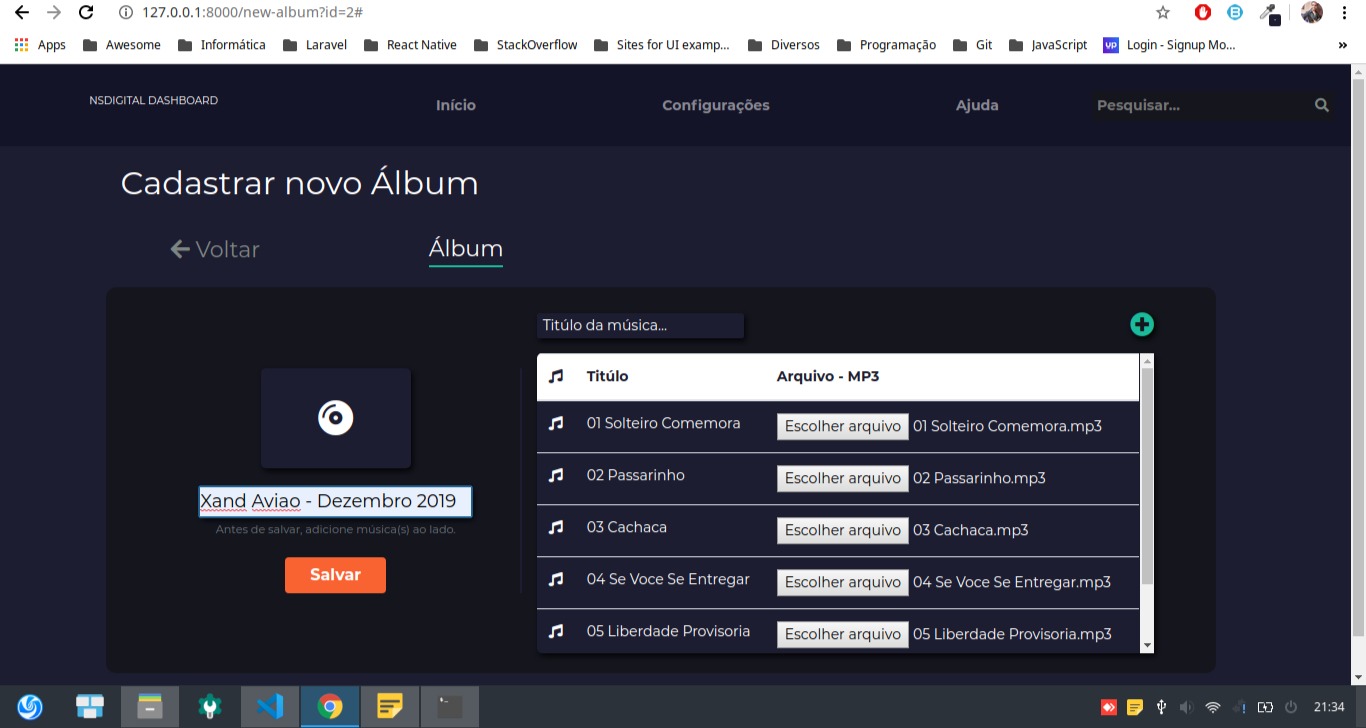 127.0.0.1:8000/new-album?id=2#
Apps Awesome Informática Laravel React Native StackOverflow Sites for UI examp... Diversos Programação Git JavaScript up Login - Signup Mo... »
NSDIGITAL DASHBOARD Início Configurações Ajuda Pesquisar...
Cadastrar novo Álbum
Voltar Álbum
Titúlo da música...
Titúlo Arquivo - MP3
01 Solteiro Comemora Escolher arquivo 01 Solteiro Comemora.mp3
02 Passarinho Escolher arquivo 02 Passarinho.mp3
03 Cachaca Escolher arquivo 03 Cachaca.mp3
04 Se Voce Se Entregar Escolher arquivo 04 Se Voce Se Entregar.mp3
05 Liberdade Provisoria Escolher arquivo 05 Liberdade Provisoria.mp3
Xand Aviao - Dezembro 2019
Antes de salvar, adicione música(s) ao lado.
Salvar
21:34